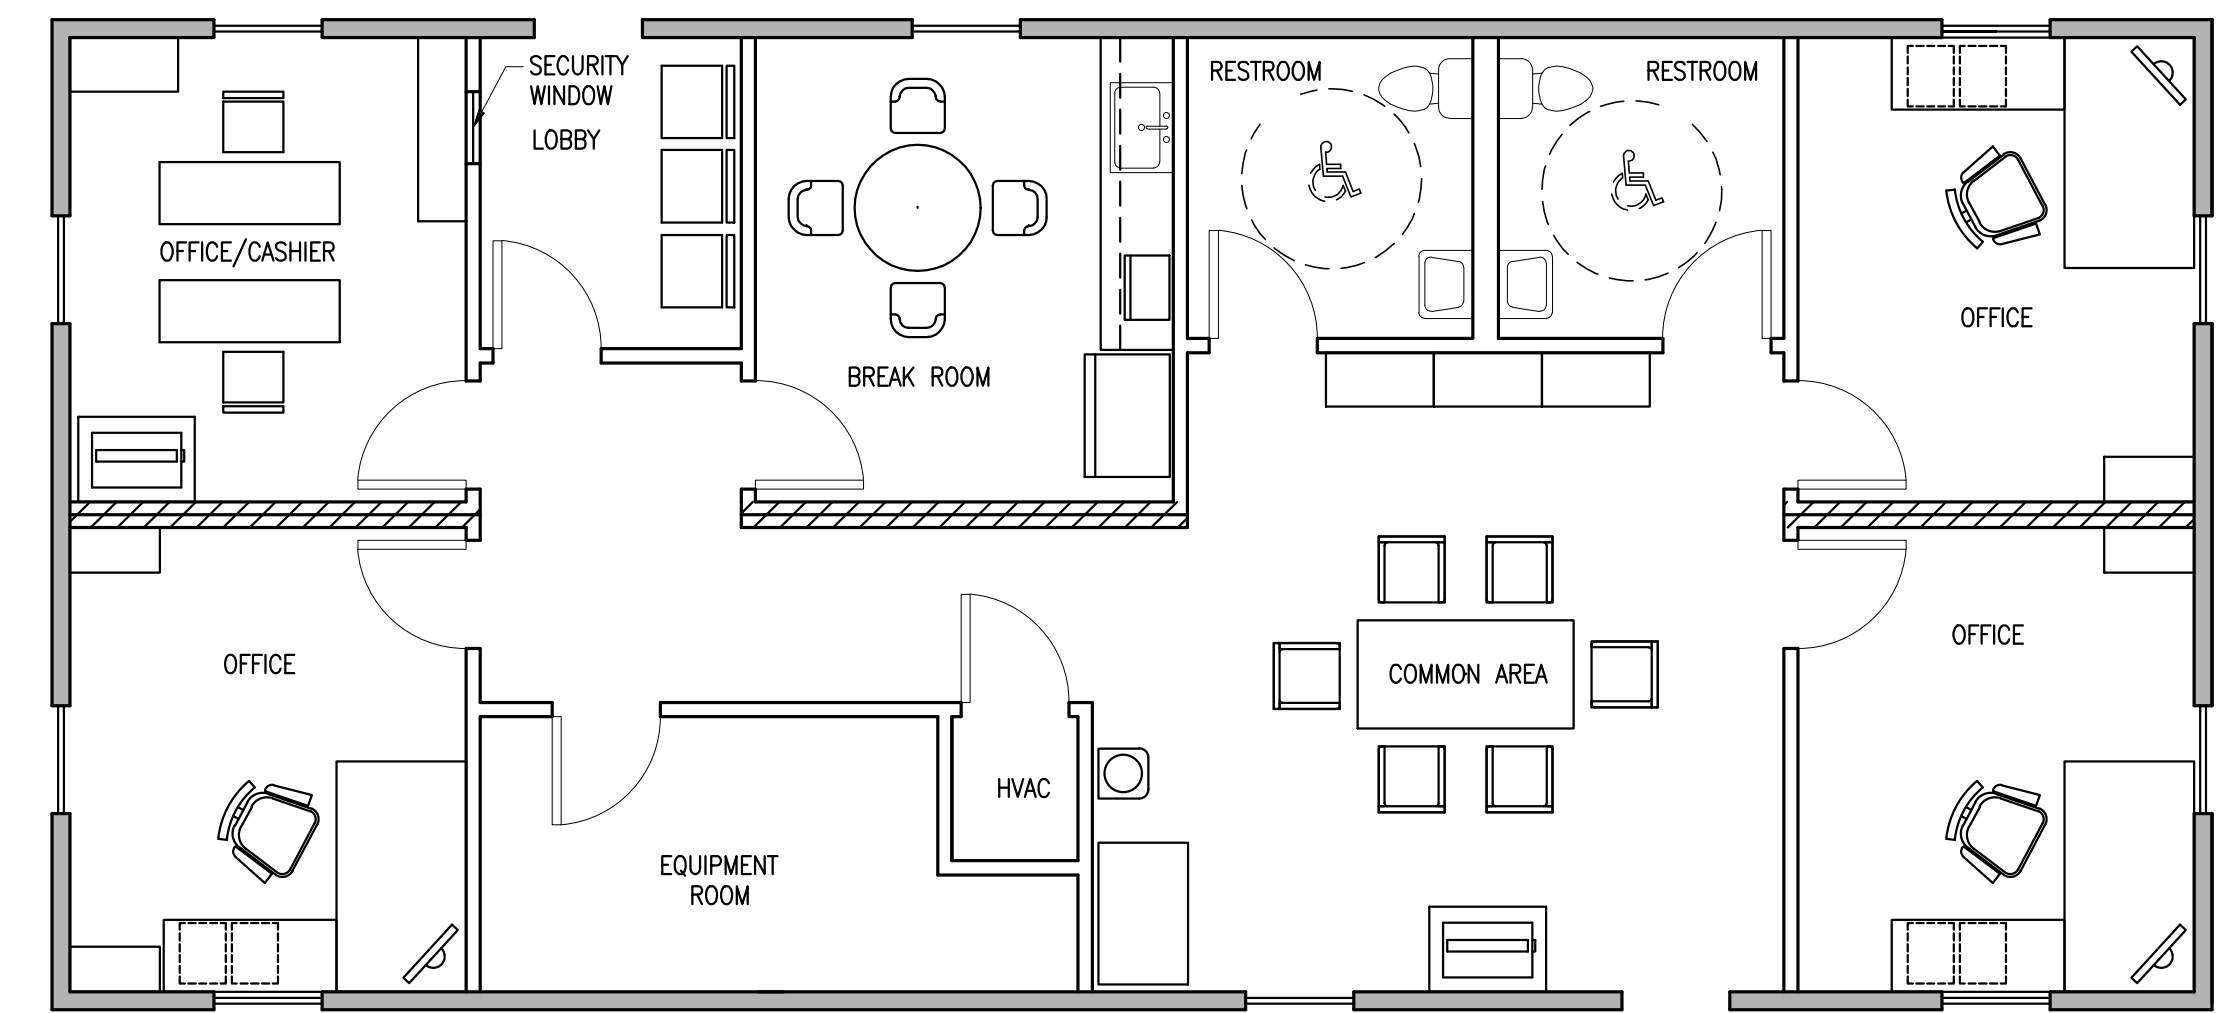 SECURITY
WINDOW
LOBBY
RESTROOM
RESTROOM
OFFICE/CASHIER
OFFICE
BREAK ROOM
OFFICE
OFFICE
COMMON AREA
HVAC
EQUIPMENT
ROOM